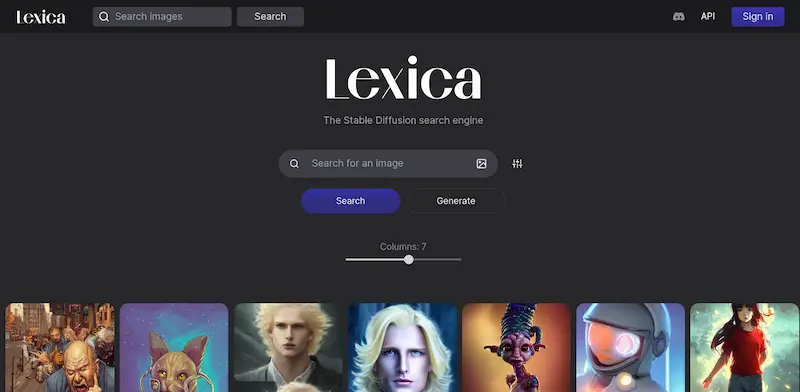 Lexica
Search Images
Search
API
Sign in
Lexica
The Stable Diffusion search engine
Search for an image
Search
Generate
Columns: 7